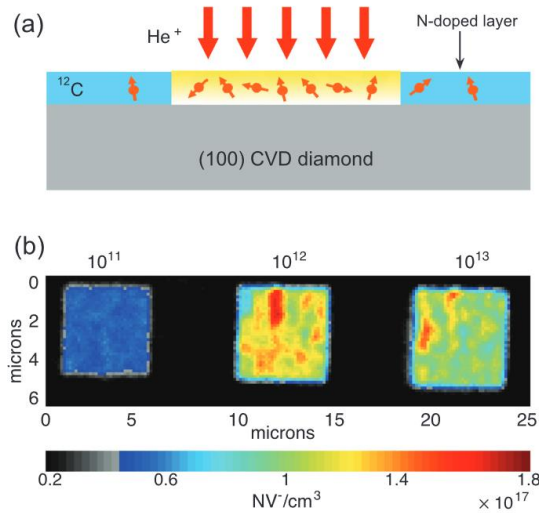 (a)
He⁺
N-doped layer
¹²C
(100) CVD diamond
(b)
10¹¹ 10¹² 10¹³
0
2
4
6
microns
0 5 10 15 20 25
microns
0.2 0.6 1 1.4 1.8
NV⁻/cm³ × 10¹⁷